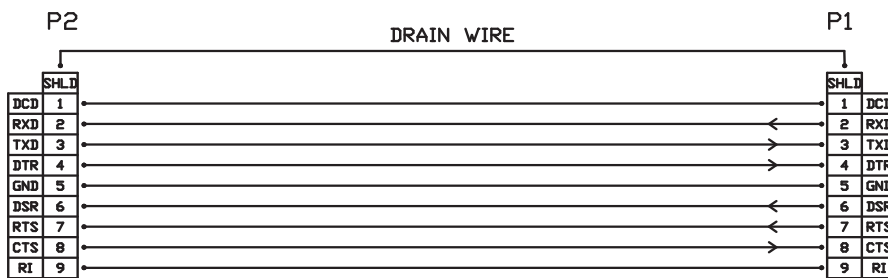 P2 P1
DRAIN WIRE
SHLD SHLD
DCD 1 1 DCD
RXD 2 2 RXD
TXD 3 3 TXD
DTR 4 4 DTR
GND 5 5 GND
DSR 6 6 DSR
RTS 7 7 RTS
CTS 8 8 CTS
RI 9 9 RI